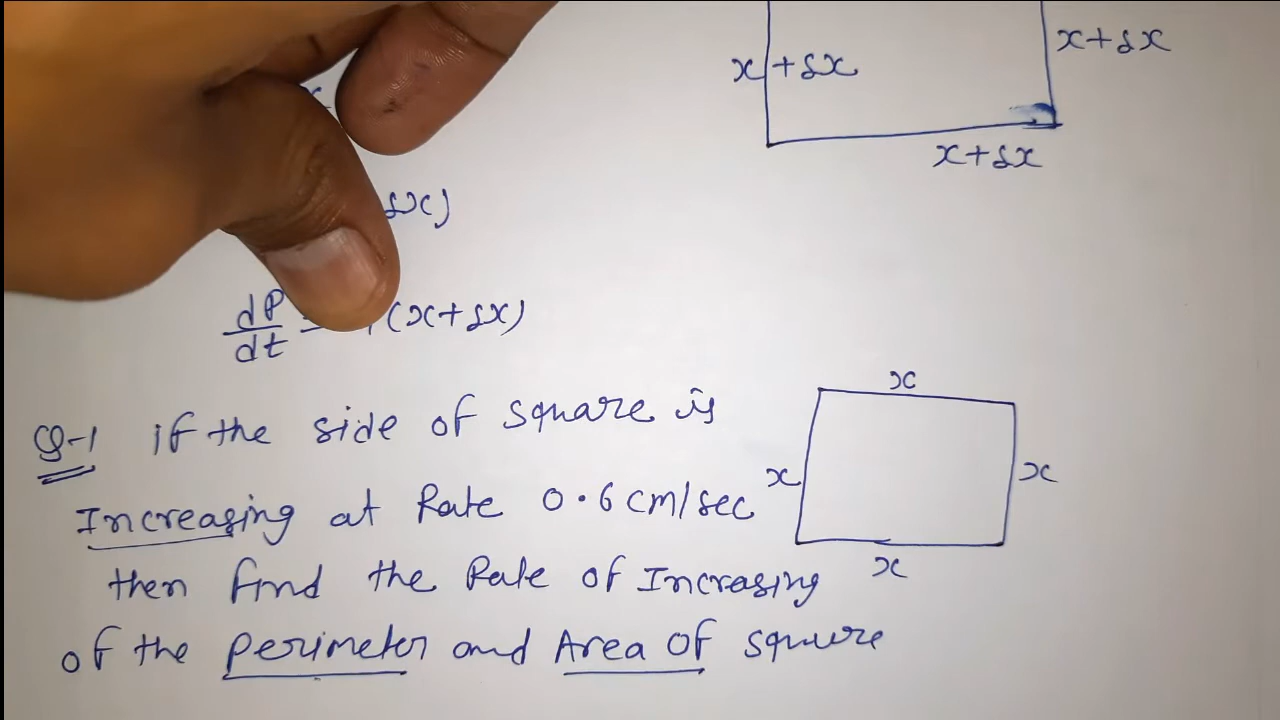 x+δx
x+δx
x+δx
δx)
dP/dt = (x+δx)
x
Q-1 if the side of square is
Increasing at Rate 0.6 cm/sec
x
x
then find the Rate of Increasing
x
of the perimeter and Area of square